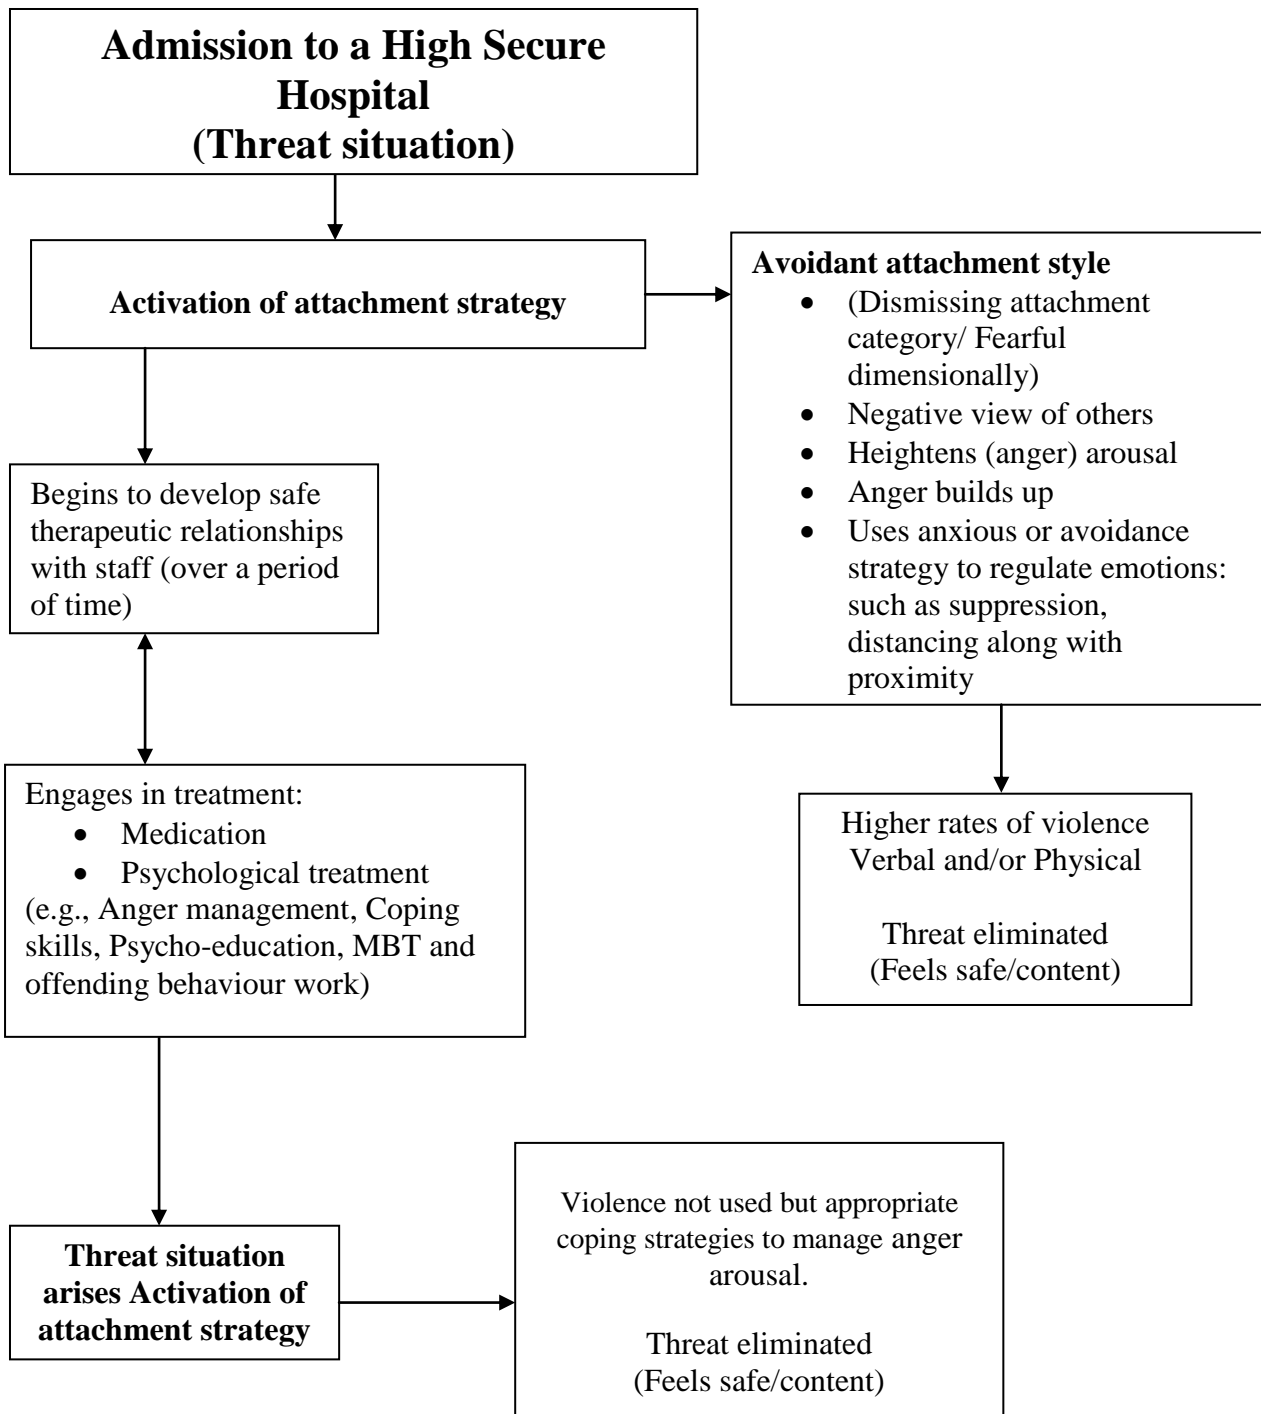 Admission to a High Secure
Hospital
(Threat situation)
Activation of attachment strategy
Avoidant attachment style
• (Dismissing attachment
category/ Fearful
dimensionally)
• Negative view of others
• Heightens (anger) arousal
• Anger builds up
• Uses anxious or avoidance
strategy to regulate emotions:
such as suppression,
distancing along with
proximity
Begins to develop safe
therapeutic relationships
with staff (over a period
of time)
Engages in treatment:
• Medication
• Psychological treatment
(e.g., Anger management, Coping
skills, Psycho-education, MBT and
offending behaviour work)
Higher rates of violence
Verbal and/or Physical
Threat eliminated
(Feels safe/content)
Threat situation
arises Activation of
attachment strategy
Violence not used but appropriate
coping strategies to manage anger
arousal.
Threat eliminated
(Feels safe/content)